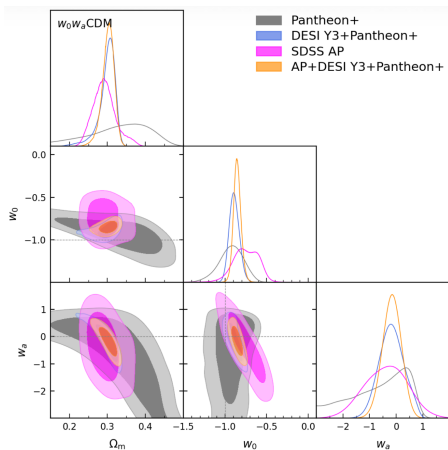 w₀wₐCDM
Pantheon+
DESI Y3+Pantheon+
SDSS AP
AP+DESI Y3+Pantheon+
0.0
−0.5
−1.0
w₀
1
0
−1
−2
wₐ
0.2 0.3 0.4 −1.5 −1.0 −0.5 0.0 −2 −1 0 1
Ωₘ w₀ wₐ